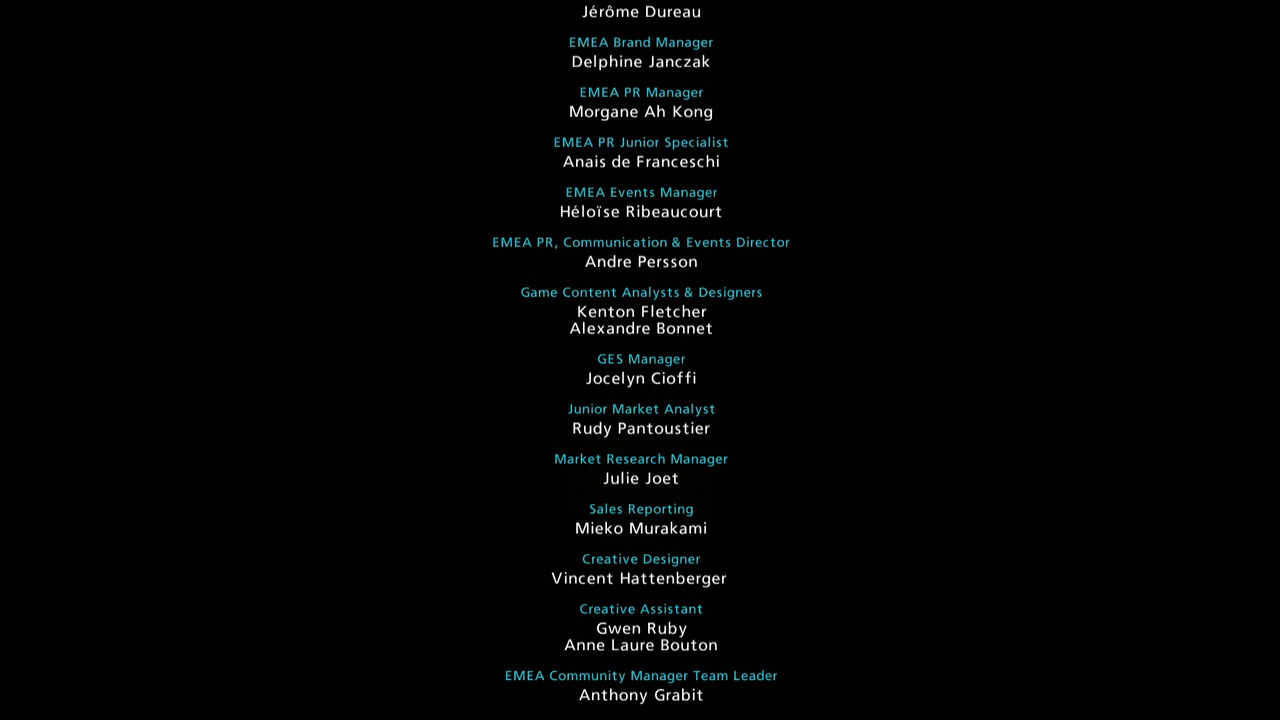 Jérôme Dureau
EMEA Brand Manager
Delphine Janczak
EMEA PR Manager
Morgane Ah Kong
EMEA PR Junior Specialist
Anais de Franceschi
EMEA Events Manager
Héloïse Ribeaucourt
EMEA PR, Communication & Events Director
Andre Persson
Game Content Analysts & Designers
Kenton Fletcher
Alexandre Bonnet
GES Manager
Jocelyn Cioffi
Junior Market Analyst
Rudy Pantoustier
Market Research Manager
Julie Joet
Sales Reporting
Mieko Murakami
Creative Designer
Vincent Hattenberger
Creative Assistant
Gwen Ruby
Anne Laure Bouton
EMEA Community Manager Team Leader
Anthony Grabit